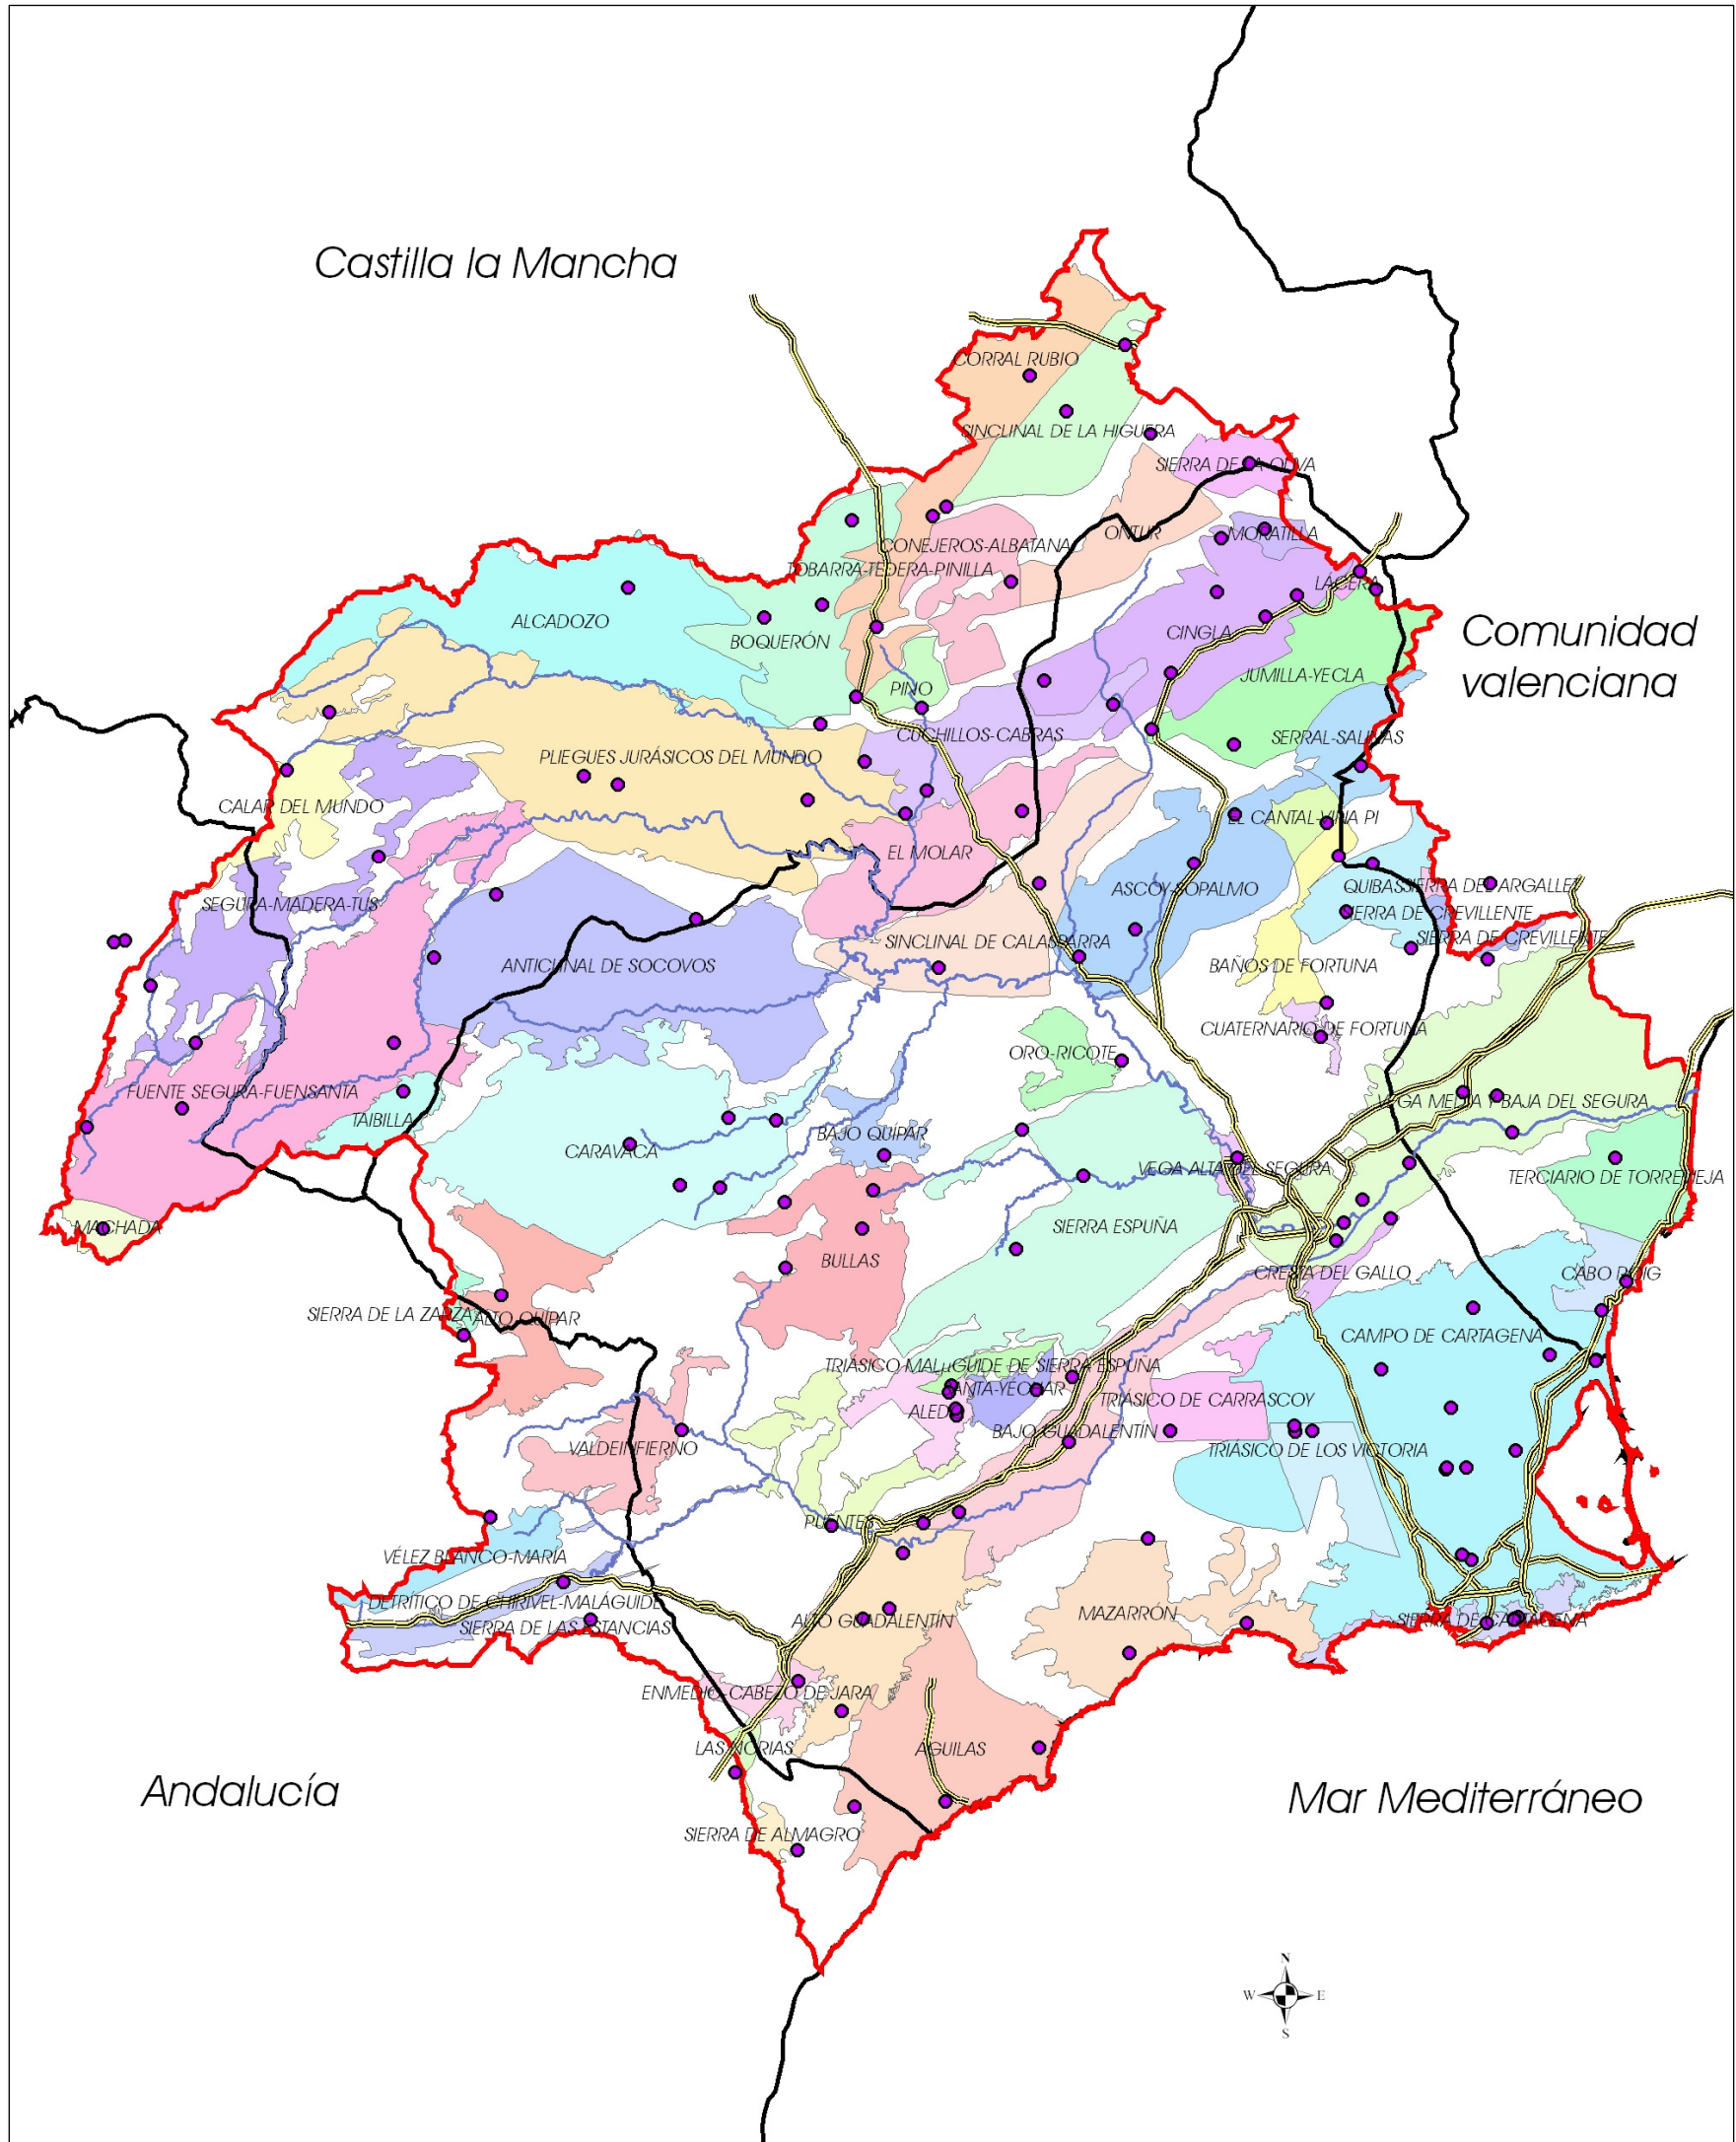 Castilla la Mancha
CORRAL RUBIO
SINCLINAL DE LA HIGUERA
SIERRA DE LA OLIVA
ONTUR
MORATILLA
CONEJEROS-ALBATANA
TOBARRA-TEDERA-PINILLA
LACERA
ALCADOZO
BOQUERÓN
CINGLA
Comunidad
valenciana
JUMILLA-YECLA
PINO
CUCHILLOS-CABRAS
SERRAL-SALINAS
PLIEGUES JURÁSICOS DEL MUNDO
CALAR DEL MUNDO
EL CANTAL-VIÑA PI
EL MOLAR
ASCOY-SOPALMO
QUIBAS
SIERRA DEL ARGALLET
SEGURA-MADERA-TUS
SIERRA DE CREVILLENTE
SIERRA DE CREVILLENTE
SINCLINAL DE CALASPARRA
ANTICLINAL DE SOCOVOS
BAÑOS DE FORTUNA
CUATERNARIO DE FORTUNA
ORO-RICOTE
FUENTE SEGURA-FUENSANTA
VEGA MEDIA Y BAJA DEL SEGURA
TAIBILLA
BAJO QUÍPAR
CARAVACA
VEGA ALTA DEL SEGURA
TERCIARIO DE TORREVIEJA
MACHADA
SIERRA ESPUÑA
BULLAS
CRESTA DEL GALLO
CABO ROIG
SIERRA DE LA ZARZA
ALTO QUÍPAR
CAMPO DE CARTAGENA
TRIÁSICO MALÁGUIDE DE SIERRA ESPUÑA
SANTA-YECHAR
TRIÁSICO DE CARRASCOY
ALEDO
BAJO GUADALENTÍN
VALDEINFIERNO
TRIÁSICO DE LOS VICTORIA
PUENTES
VÉLEZ BLANCO-MARÍA
DETRÍTICO DE CHIRIVEL-MALÁGUIDE
SIERRA DE LAS ESTANCIAS
ALTO GUADALENTÍN
MAZARRÓN
SIERRA DE CARTAGENA
ENMEDIO-CABEZO DE JARA
LAS NORIAS
ÁGUILAS
Andalucía
Mar Mediterráneo
SIERRA DE ALMAGRO
N
W
E
S